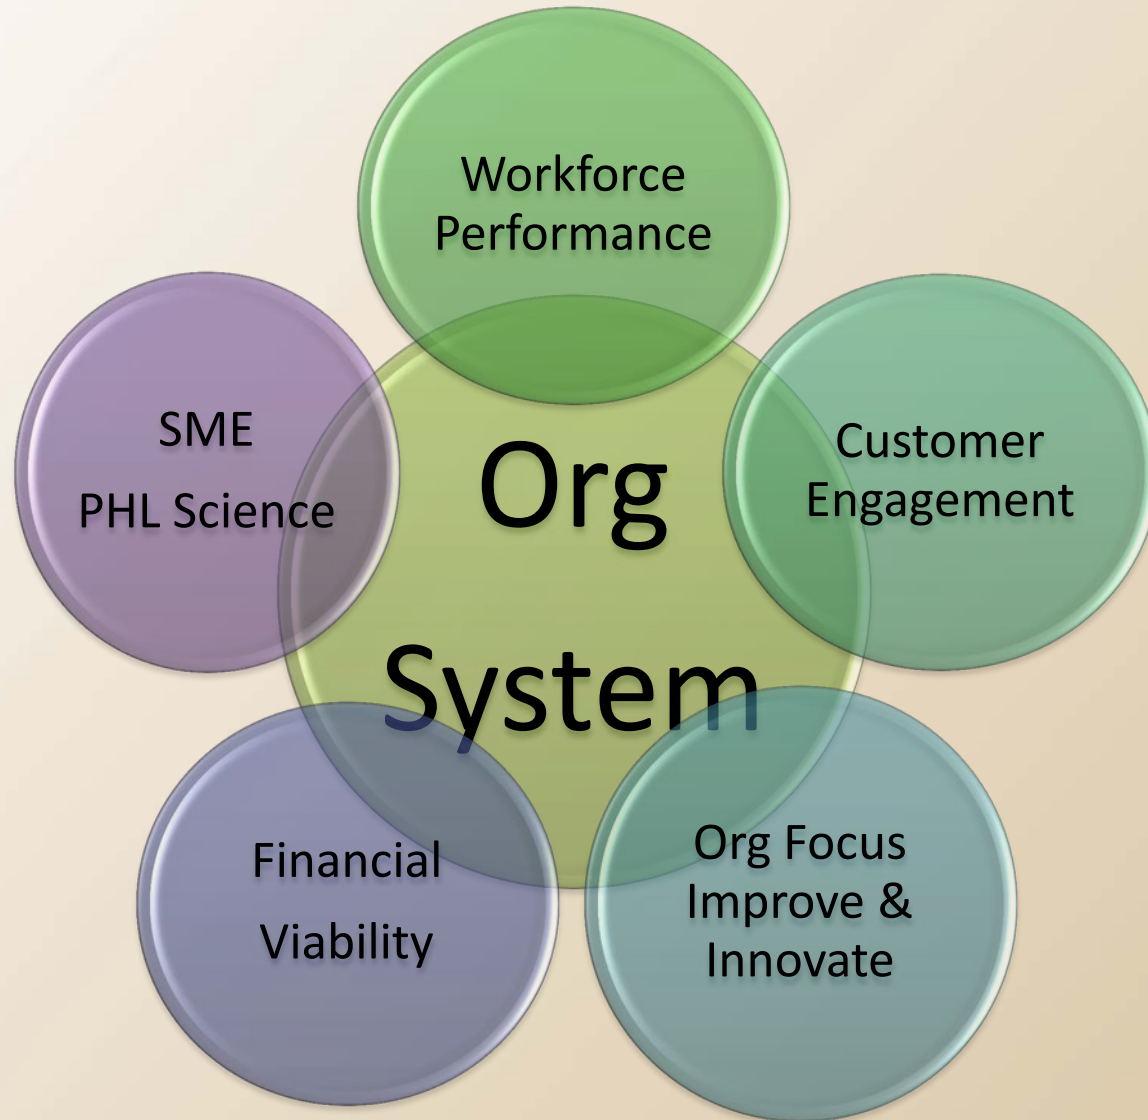 Workforce
Performance
SME
PHL Science
Org
System
Customer
Engagement
Financial
Viability
Org Focus
Improve &
Innovate